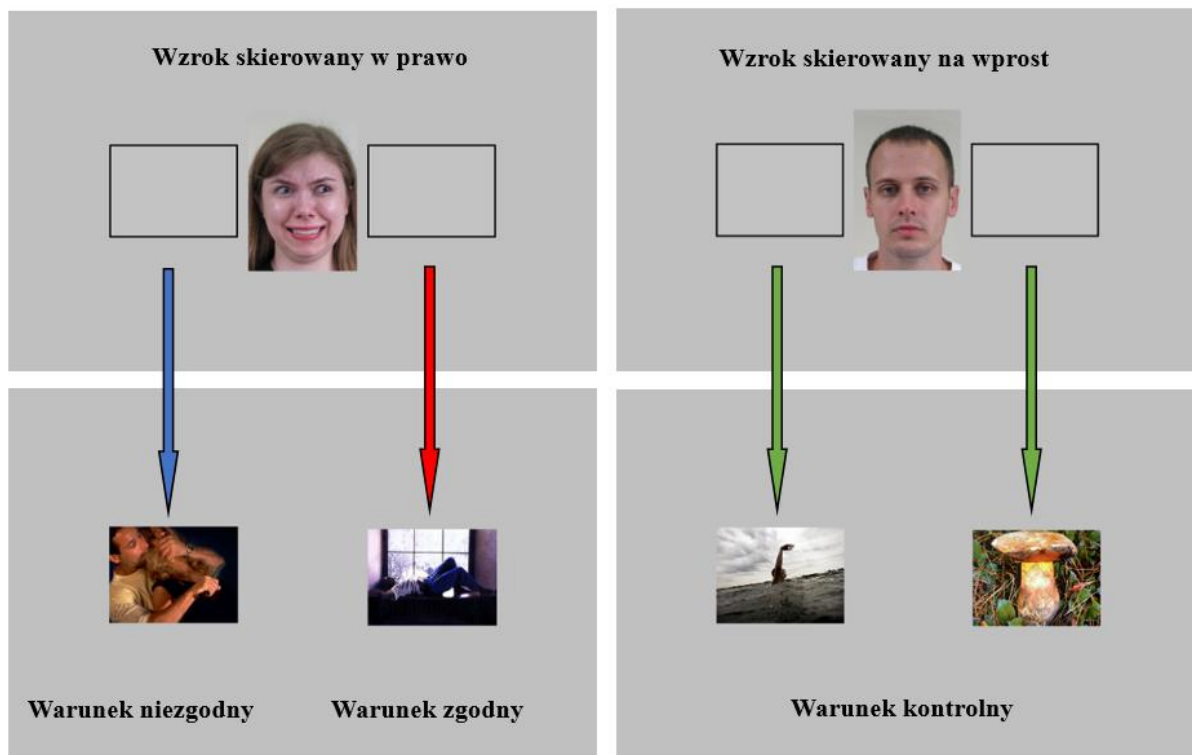 Wzrok skierowany w prawo
Wzrok skierowany na wprost
Warunek niezgodny
Warunek zgodny
Warunek kontrolny